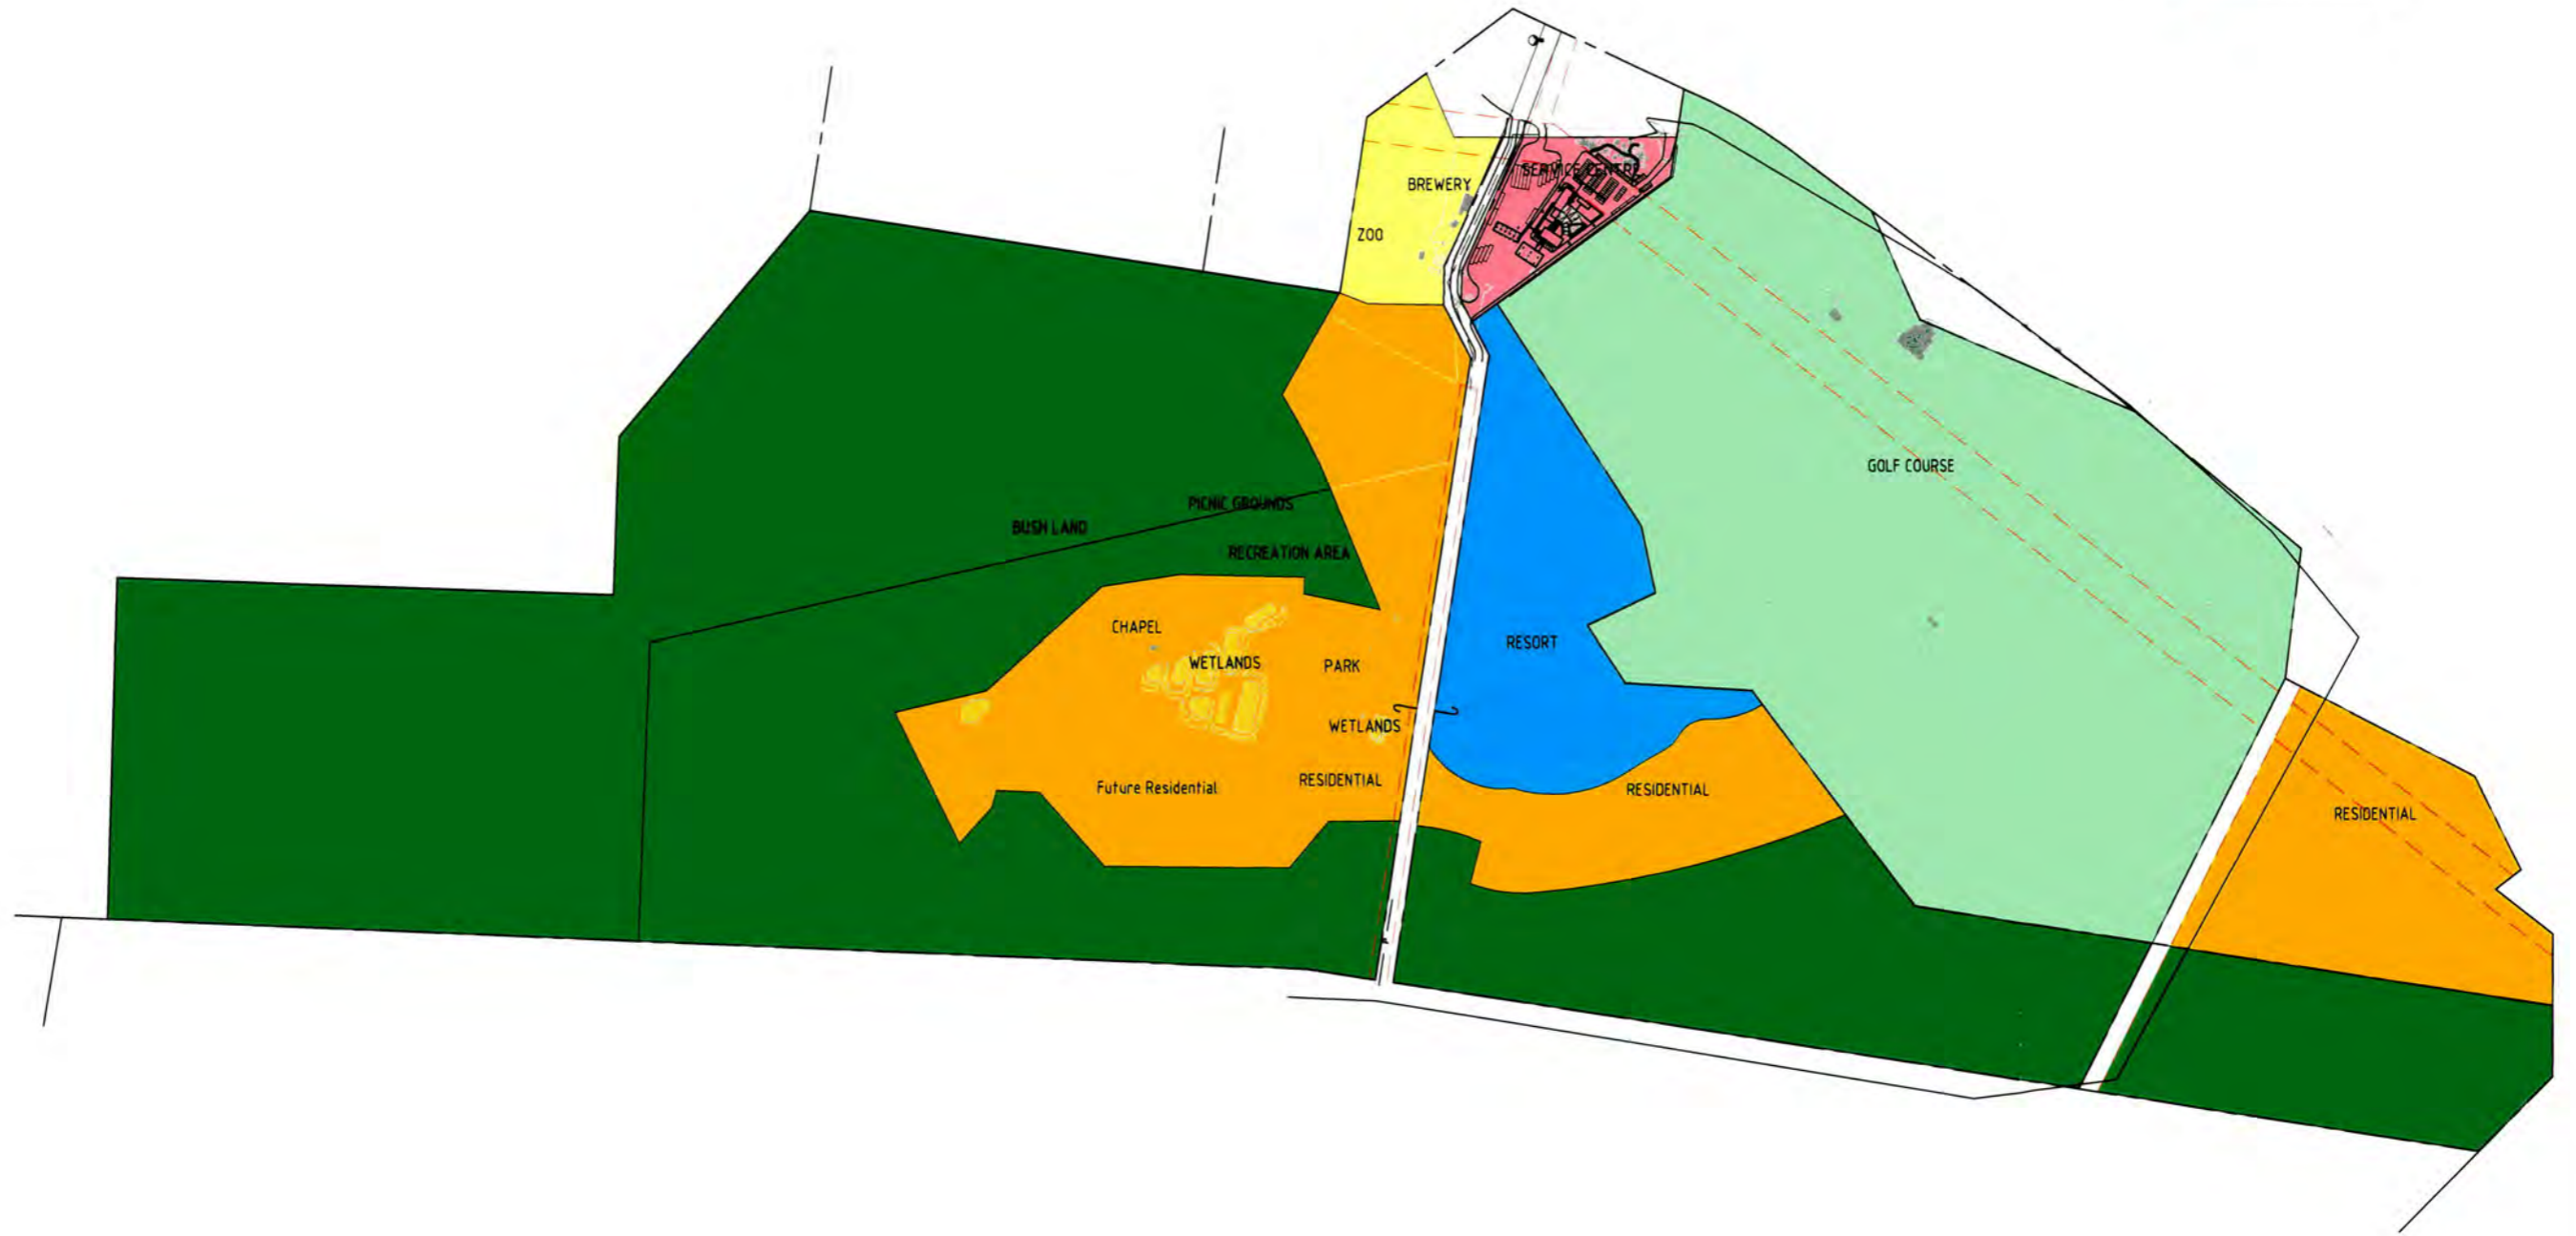 SERVICE CENTRE
BREWERY
ZOO
GOLF COURSE
PICNIC GROUNDS
BUSH LAND
RECREATION AREA
CHAPEL
RESORT
WETLANDS
PARK
WETLANDS
RESIDENTIAL
Future Residential
RESIDENTIAL
RESIDENTIAL